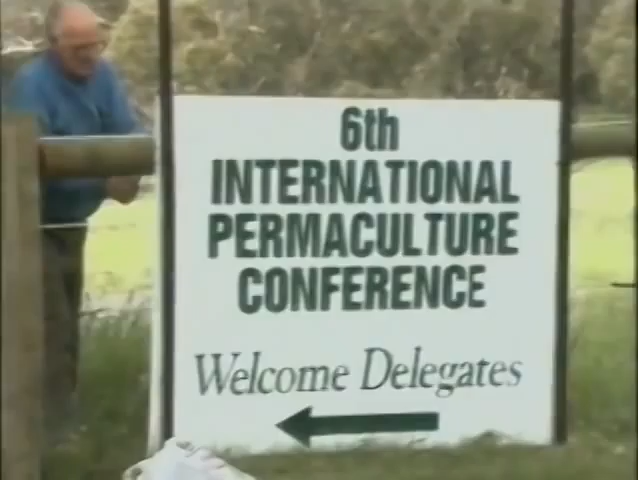 6th
INTERNATIONAL
PERMACULTURE
CONFERENCE
Welcome Delegates